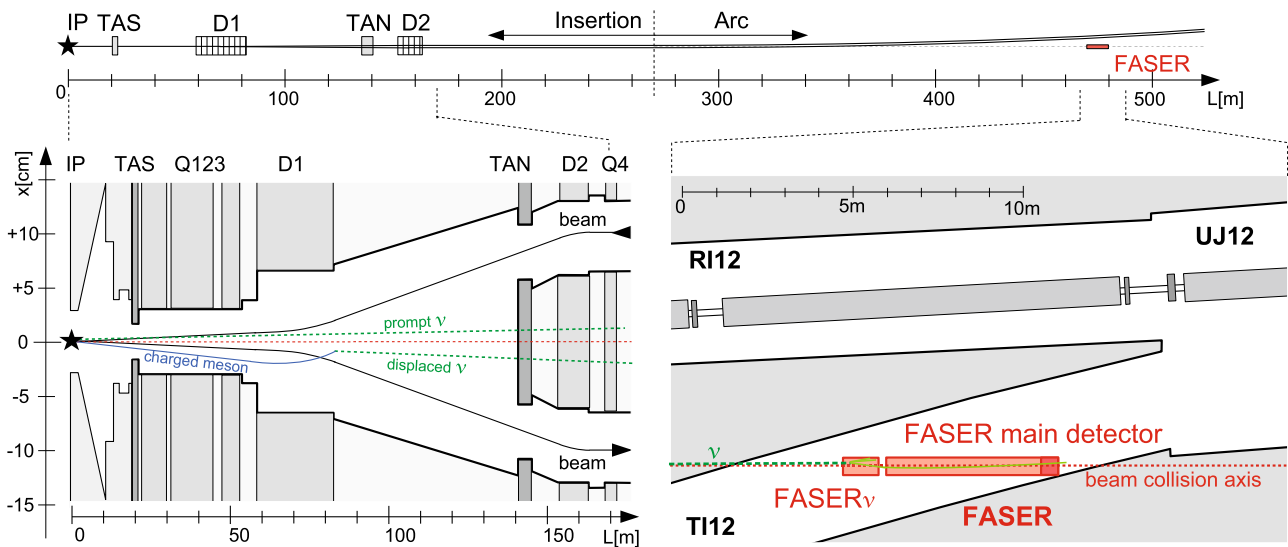 IP TAS D1 TAN D2 Insertion Arc
FASER
0 100 200 300 400 500 L[m]
IP TAS Q123 D1 TAN D2 Q4
x[cm]
+10
+5
0
-5
-10
-15
beam
prompt ν
charged meson
displaced ν
beam
0 50 100 150 L[m]
0 5m 10m
RI12
UJ12
FASER main detector
ν
beam collision axis
FASERν
FASER
TI12